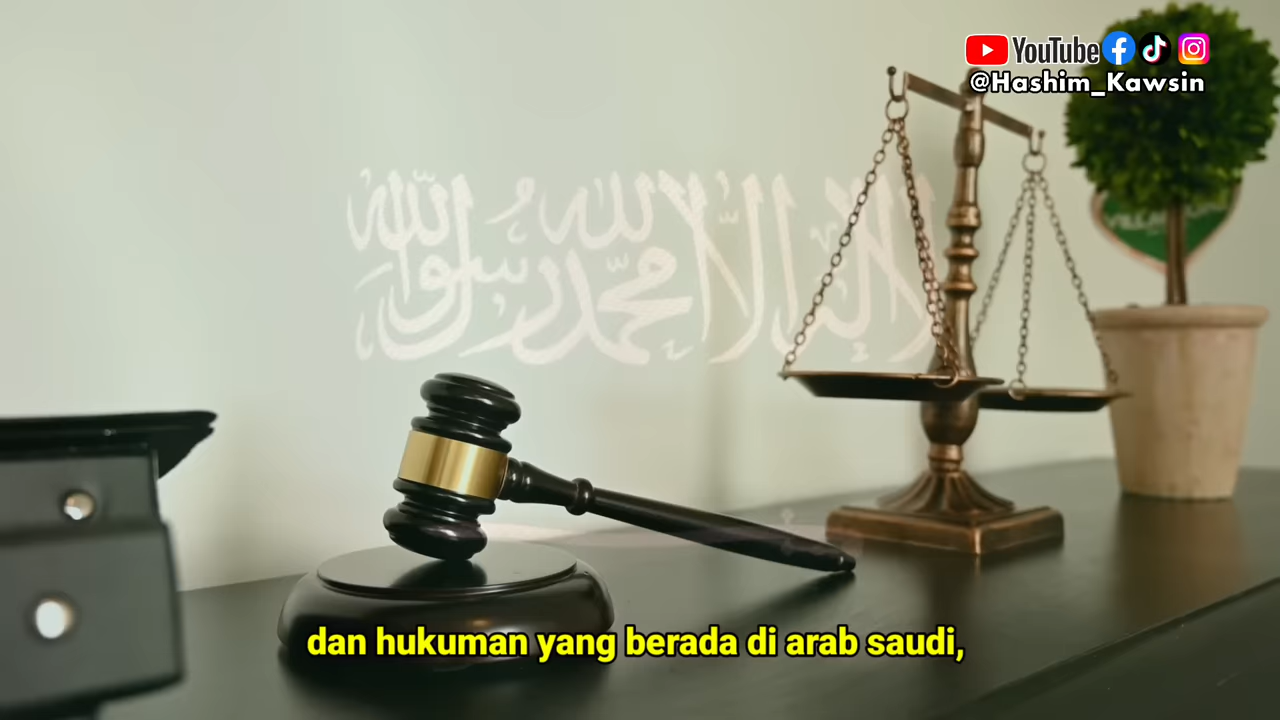 YouTube
@Hashim_Kawsin
لا إله إلا الله محمد رسول الله
dan hukuman yang berada di arab saudi,